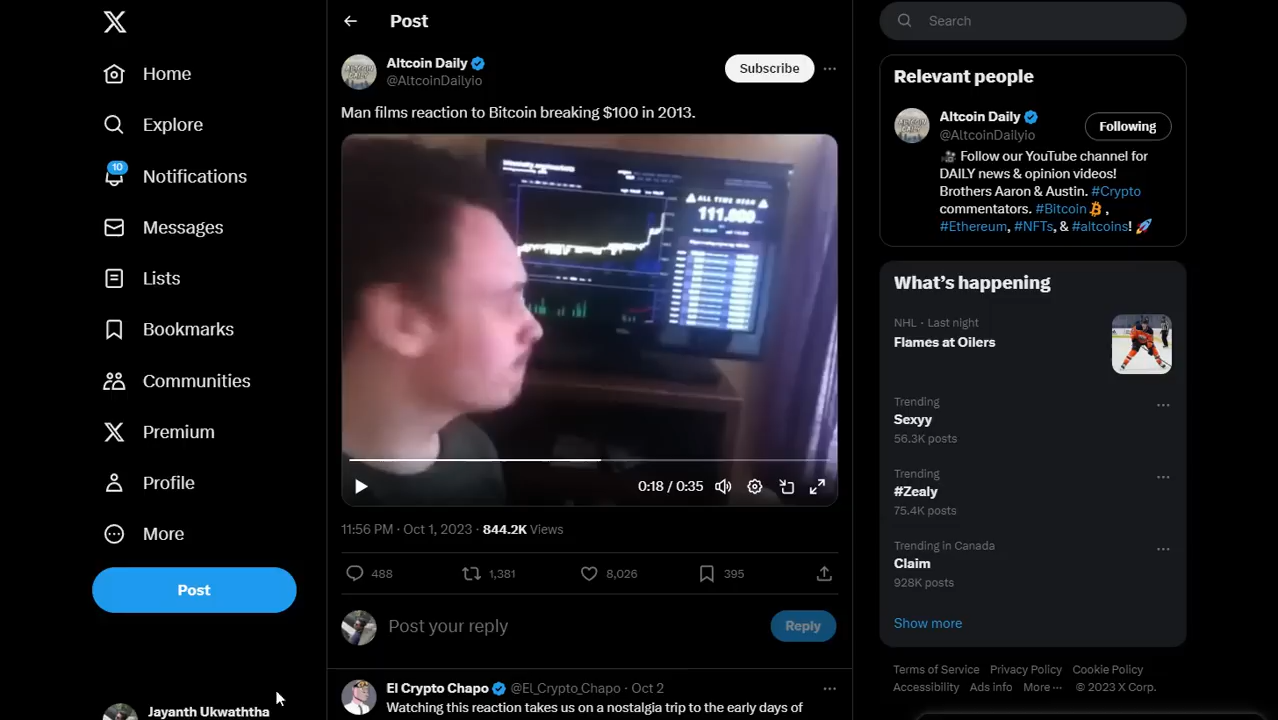 Post
Search
Altcoin Daily
@AltcoinDailyio
Subscribe
Home
Explore
10
Notifications
Messages
Lists
Bookmarks
Communities
Premium
Profile
More
Post
Jayanth Ukwaththa
Man films reaction to Bitcoin breaking $100 in 2013.
ALL TIME HIGH
0:18 / 0:35
11:56 PM · Oct 1, 2023 · 844.2K Views
488
1,381
8,026
395
Post your reply
Reply
El Crypto Chapo @El_Crypto_Chapo · Oct 2
Watching this reaction takes us on a nostalgia trip to the early days of
Relevant people
Altcoin Daily
@AltcoinDailyio
Following
🎥 Follow our YouTube channel for
DAILY news & opinion videos!
Brothers Aaron & Austin. #Crypto
commentators. #Bitcoin ,
#Ethereum, #NFTs, & #altcoins! 🚀
What's happening
NHL · Last night
Flames at Oilers
Trending
Sexyy
56.3K posts
Trending
#Zealy
75.4K posts
Trending in Canada
Claim
928K posts
Show more
Terms of Service Privacy Policy Cookie Policy
Accessibility Ads info More ··· © 2023 X Corp.